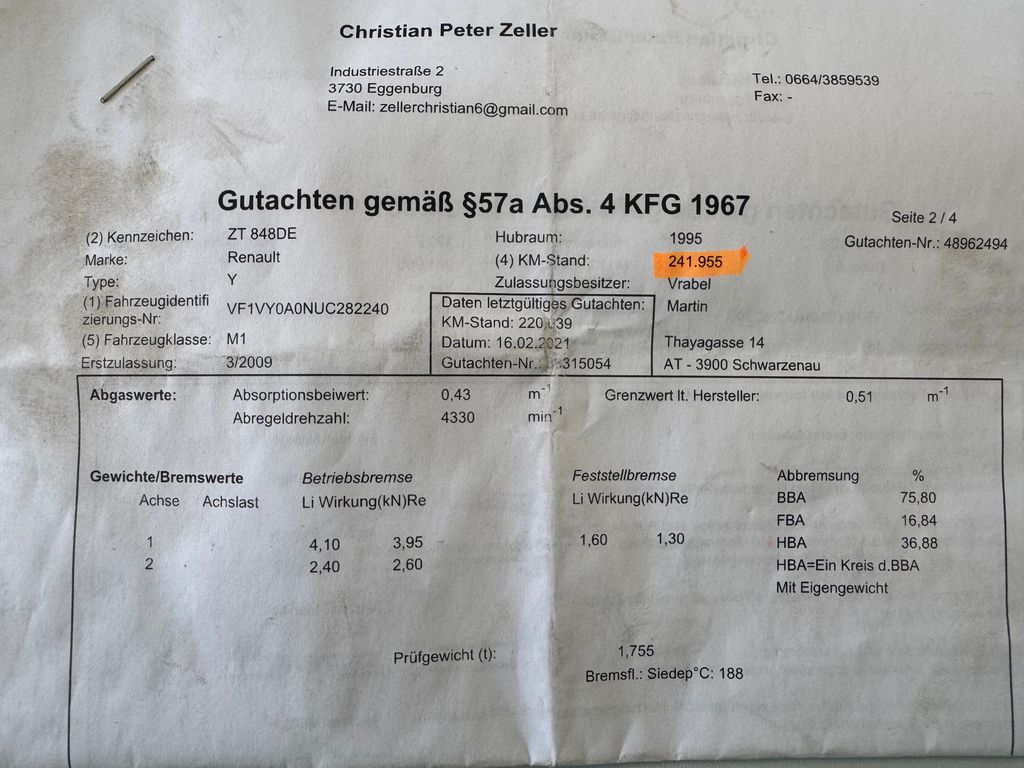 Christian Peter Zeller
Industriestraße 2
3730 Eggenburg
E-Mail: zellerchristian6@gmail.com
Tel.: 0664/3859539
Fax: -
Gutachten gemäß §57a Abs. 4 KFG 1967
Seite 2 / 4
Gutachten-Nr.: 48962494
(2) Kennzeichen: ZT 848DE
Marke: Renault
Type: Y
(1) Fahrzeugidentifi
zierungs-Nr: VF1VY0A0NUC282240
(5) Fahrzeugklasse: M1
Erstzulassung: 3/2009
Hubraum: 1995
(4) KM-Stand: 241.955
Zulassungsbesitzer: Vrabel
Martin
Thayagasse 14
AT - 3900 Schwarzenau
Daten letztgültiges Gutachten:
KM-Stand:
Datum: 16.02.2021
Gutachten-Nr.:
Abgaswerte: Absorptionsbeiwert: 0,43 m-1 Grenzwert lt. Hersteller: 0,51 m-1
Abregeldrehzahl: 4330 min-1
Gewichte/Bremswerte Betriebsbremse Feststellbremse Abbremsung %
Achse Achslast Li Wirkung(kN)Re Li Wirkung(kN)Re BBA 75,80
FBA 16,84
1 4,10 3,95 1,60 1,30 HBA 36,88
2 2,40 2,60 HBA=Ein Kreis d.BBA
Mit Eigengewicht
Prüfgewicht (t): 1,755
Bremsfl.: Siedep°C: 188